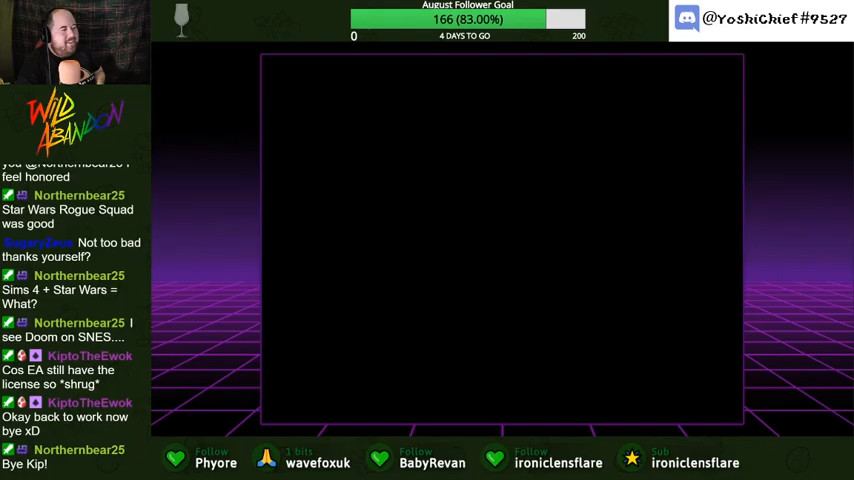 August Follower Goal
166 (83.00%)
0
4 DAYS TO GO
200
@YoshiChief#9527
WILD
ABANDON
feel honored
Northernbear25
Star Wars Rogue Squad
was good
SugaryZeus Not too bad
thanks yourself?
Northernbear25
Sims 4 + Star Wars =
What?
Northernbear25 I
see Doom on SNES....
KiptoTheEwok
Cos EA still have the
license so *shrug*
KiptoTheEwok
Okay back to work now
bye xD
Northernbear25
Bye Kip!
Follow
Phyore
1 bits
wavefoxuk
Follow
BabyRevan
Follow
ironiclensflare
Sub
ironiclensflare